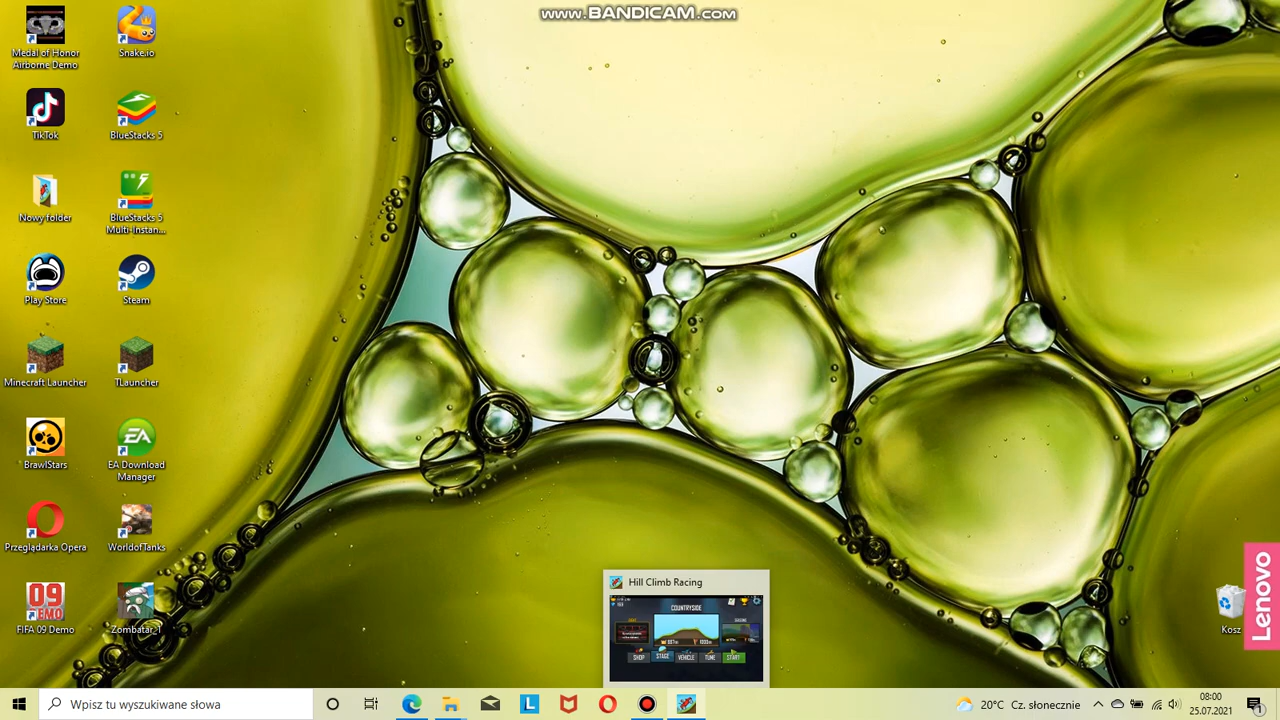 www.BANDICAM.com
Medal of Honor
Airborne Demo
Snake.io
TikTok
BlueStacks 5
Nowy folder
BlueStacks 5
Multi-Instan...
Play Store
Steam
Minecraft Launcher
TLauncher
BrawlStars
EA
EA Download
Manager
Przeglądarka Opera
WorldofTanks
09
FIFA 09 Demo
Zombatar_1
Hill Climb Racing
COUNTRYSIDE
SHOP
STAGE
VEHICLE
TUNE
START
Lenovo
Kosz
Wpisz tu wyszukiwane słowa
L
20°C Cz. słonecznie
08:00
25.07.2021
1